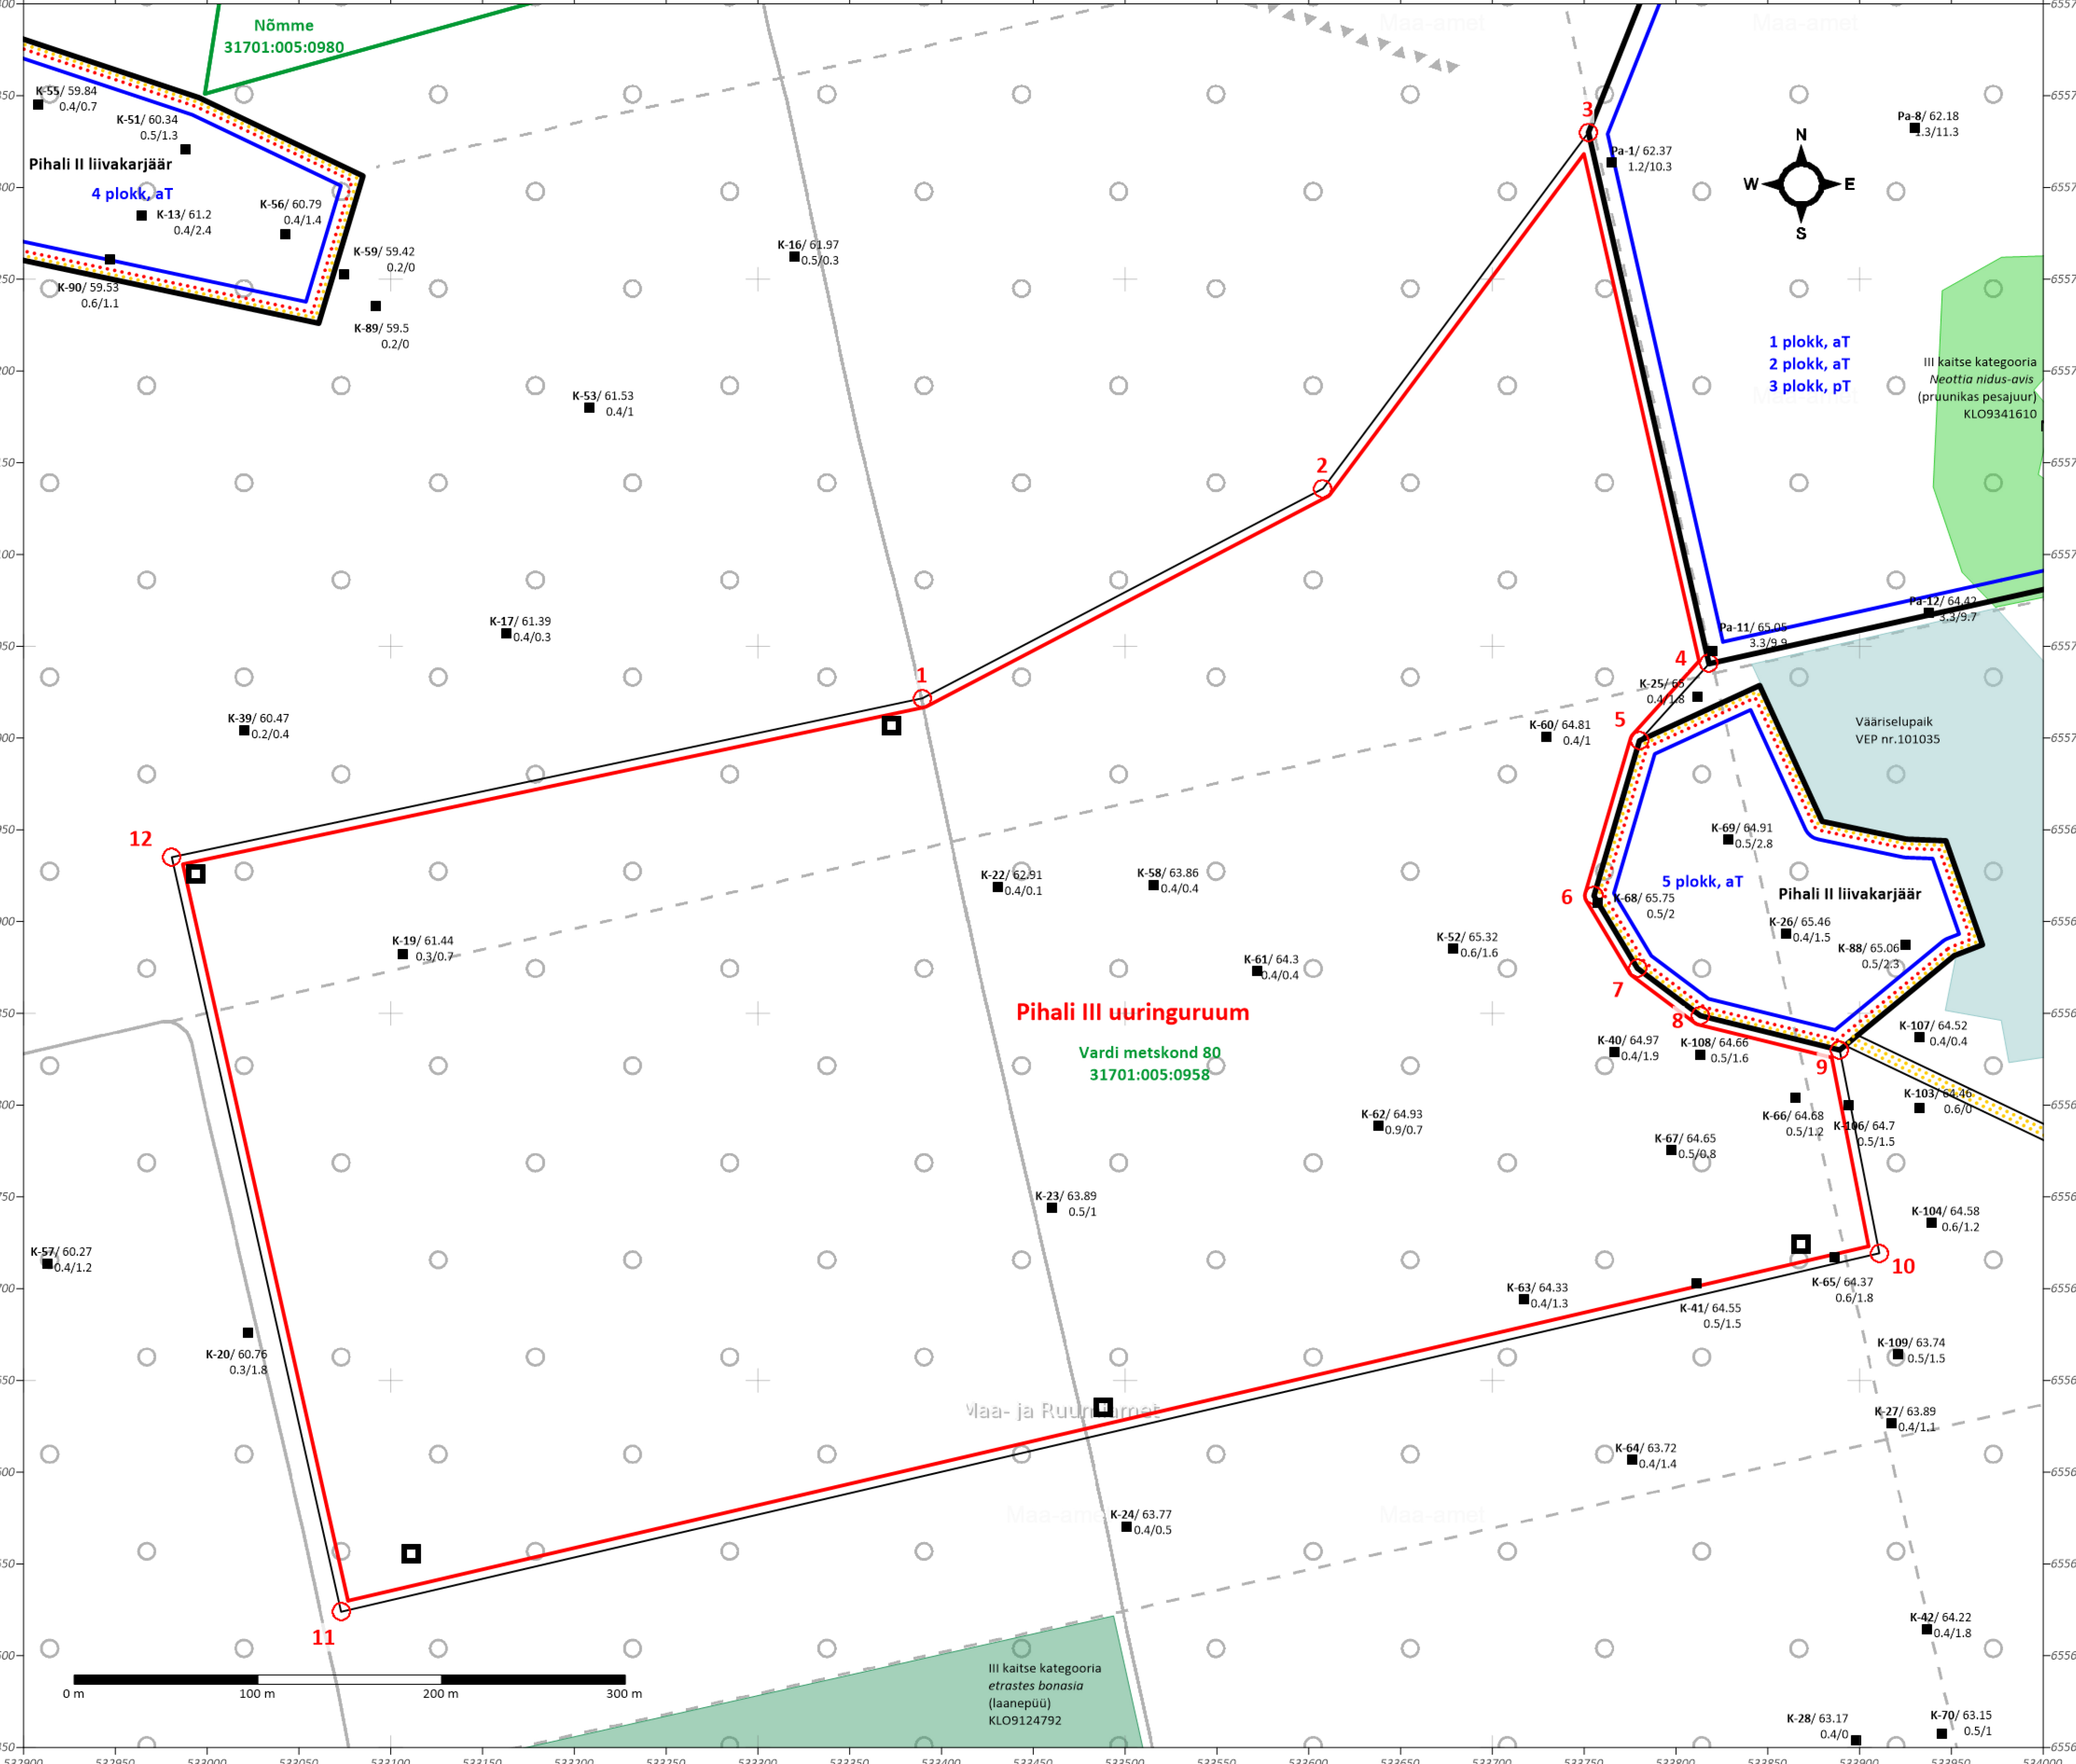 Nõmme
31701:005:0980
K-55/ 59.84
0.4/0.7
K-51/ 60.34
0.5/1.3
Pihali II liivakarjäär
4 plokk, aT
K-13/ 61.2
0.4/2.4
K-56/ 60.79
0.4/1.4
K-59/ 59.42
0.2/0
K-90/ 59.53
0.6/1.1
K-89/ 59.5
0.2/0
K-16/ 61.97
0.5/0.3
K-53/ 61.53
0.4/1
3
Pa-1/ 62.37
1.2/10.3
Pa-8/ 62.18
1.3/11.3
N
W
E
S
1 plokk, aT
2 plokk, aT
3 plokk, pT
III kaitse kategooria
Neottia nidus-avis
(pruunikas pesajuur)
KLO9341610
2
K-17/ 61.39
0.4/0.3
Pa-12/ 64.42
3.3/9.7
Pa-11/ 65.05
3.3/9.9
4
1
K-25/ 65
0.4/1.8
5
K-39/ 60.47
0.2/0.4
K-60/ 64.81
0.4/1
Vääriselupaik
VEP nr.101035
12
K-69/ 64.91
0.5/2.8
K-22/ 62.91
0.4/0.1
K-58/ 63.86
0.4/0.4
5 plokk, aT
Pihali II liivakarjäär
6
K-68/ 65.75
0.5/2
K-26/ 65.46
0.4/1.5
K-19/ 61.44
0.3/0.7
K-52/ 65.32
0.6/1.6
K-88/ 65.06
0.5/2.3
K-61/ 64.3
0.4/0.4
7
Pihali III uuringuruum
8
K-107/ 64.52
0.4/0.4
K-40/ 64.97
0.4/1.9
K-108/ 64.66
0.5/1.6
Vardi metskond 80
31701:005:0958
9
K-103/ 64.46
0.6/0
K-62/ 64.93
0.9/0.7
K-66/ 64.68
0.5/1.2
K-106/ 64.7
0.5/1.5
K-67/ 64.65
0.5/0.8
K-23/ 63.89
0.5/1
K-104/ 64.58
0.6/1.2
K-57/ 60.27
0.4/1.2
10
K-63/ 64.33
0.4/1.3
K-65/ 64.37
0.6/1.8
K-41/ 64.55
0.5/1.5
K-20/ 60.76
0.3/1.8
K-109/ 63.74
0.5/1.5
Maa- ja Ruumiamet
K-27/ 63.89
0.4/1.1
K-64/ 63.72
0.4/1.4
Maa-amet
Maa-amet
K-24/ 63.77
0.4/0.5
11
K-42/ 64.22
0.4/1.8
III kaitse kategooria
etrastes bonasia
(laanepüü)
KLO9124792
0 m
100 m
200 m
300 m
K-28/ 63.17
0.4/0
K-70/ 63.15
0.5/1